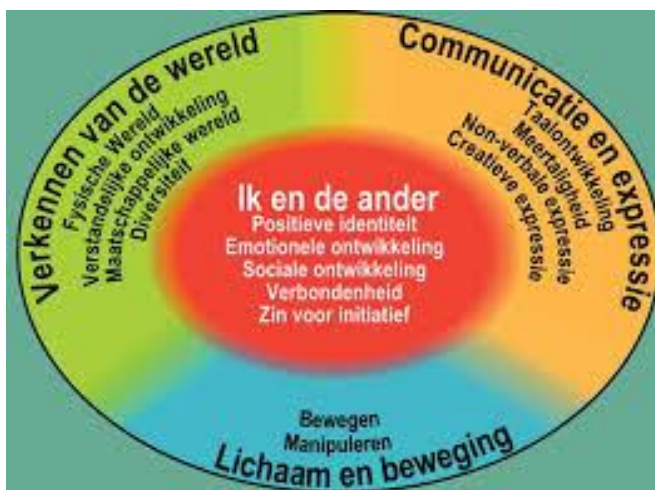 Verkennen van de wereld
Fysische Wereld
Verstandelijke ontwikkeling
Maatschappelijke wereld
Diversiteit
Communicatie en expressie
Taalontwikkeling
Meertaligheid
Non-verbale expressie
Creatieve expressie
Ik en de ander
Positieve identiteit
Emotionele ontwikkeling
Sociale ontwikkeling
Verbondenheid
Zin voor initiatief
Bewegen
Manipuleren
Lichaam en beweging